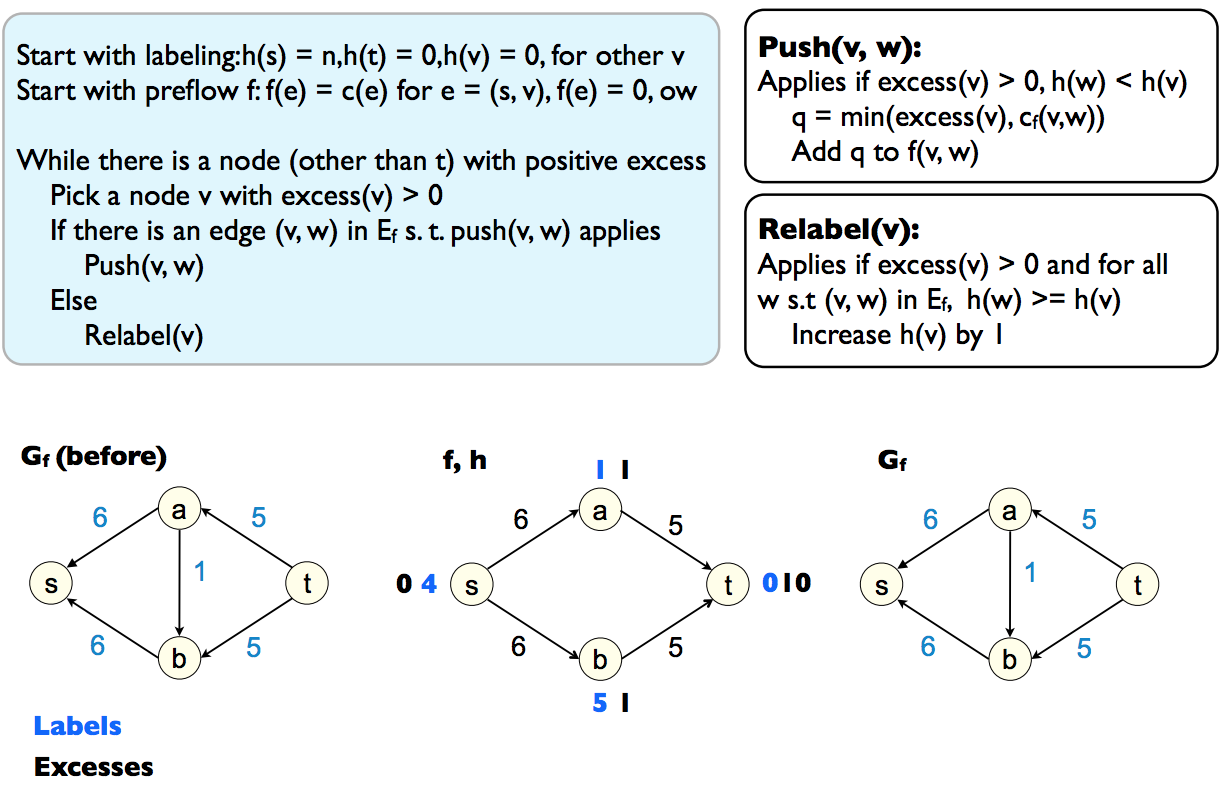 Start with labeling:h(s) = n,h(t) = 0,h(v) = 0, for other v
Start with preflow f: f(e) = c(e) for e = (s, v), f(e) = 0, ow
While there is a node (other than t) with positive excess
Pick a node v with excess(v) > 0
If there is an edge (v, w) in Ef s. t. push(v, w) applies
Push(v, w)
Else
Relabel(v)
Push(v, w):
Applies if excess(v) > 0, h(w) < h(v)
q = min(excess(v), cf(v,w))
Add q to f(v, w)
Relabel(v):
Applies if excess(v) > 0 and for all
w s.t (v, w) in Ef, h(w) >= h(v)
Increase h(v) by 1
Gf (before)
6
a
5
s
1
t
6
b
5
f, h
1 1
6
a
5
0 4
s
t
0 10
6
b
5
5 1
Gf
6
a
5
s
1
t
6
b
5
Labels
Excesses